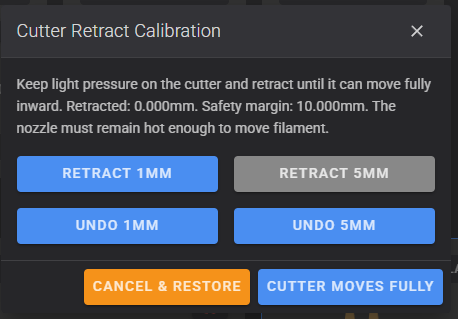 Cutter Retract Calibration
Keep light pressure on the cutter and retract until it can move fully
inward. Retracted: 0.000mm. Safety margin: 10.000mm. The
nozzle must remain hot enough to move filament.
RETRACT 1MM
RETRACT 5MM
UNDO 1MM
UNDO 5MM
CANCEL & RESTORE
CUTTER MOVES FULLY